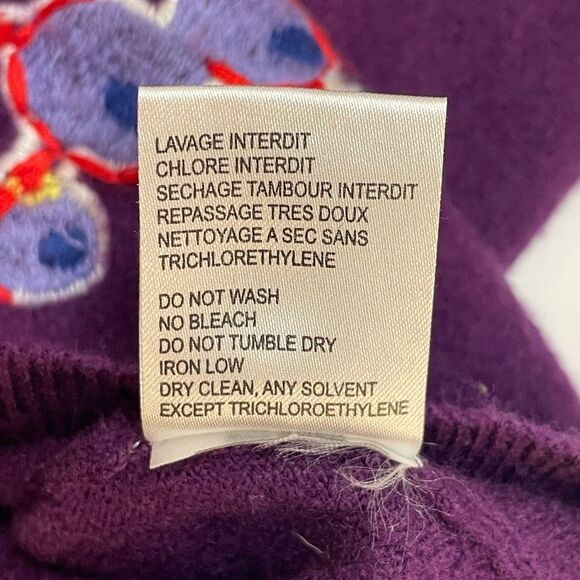 LAVAGE INTERDIT
CHLORE INTERDIT
SECHAGE TAMBOUR INTERDIT
REPASSAGE TRES DOUX
NETTOYAGE A SEC SANS
TRICHLORETHYLENE
DO NOT WASH
NO BLEACH
DO NOT TUMBLE DRY
IRON LOW
DRY CLEAN, ANY SOLVENT
EXCEPT TRICHLOROETHYLENE